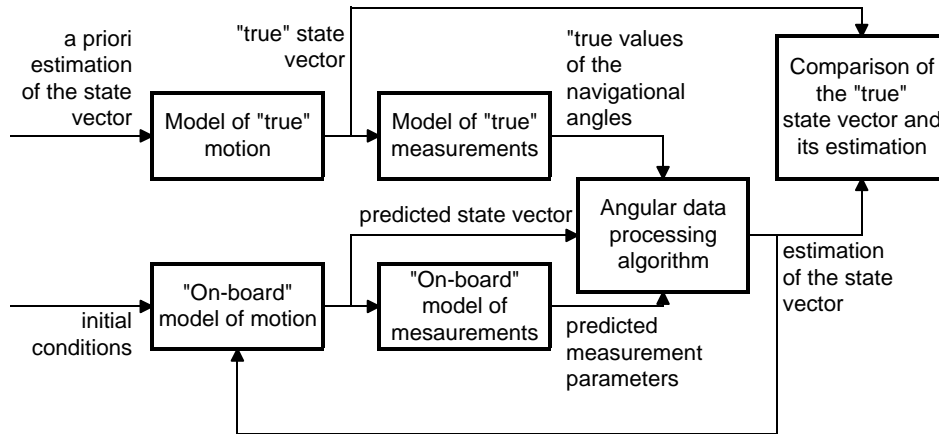 a priori
estimation
of the state
vector
"true" state
vector
"true values
of the
navigational
angles
Comparison of
the "true"
state vector and
its estimation
Model of "true"
motion
Model of "true"
measurements
predicted state vector
Angular data
processing
algorithm
estimation
of the state
vector
"On-board"
model of motion
"On-board"
model of
mesaurements
initial
conditions
predicted
measurement
parameters